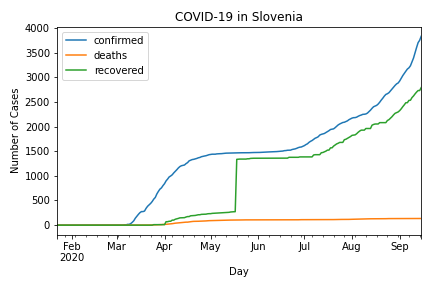 COVID-19 in Slovenia
confirmed
deaths
recovered
Number of Cases
4000
3500
3000
2500
2000
1500
1000
500
0
Feb Mar Apr May Jun Jul Aug Sep
2020
Day